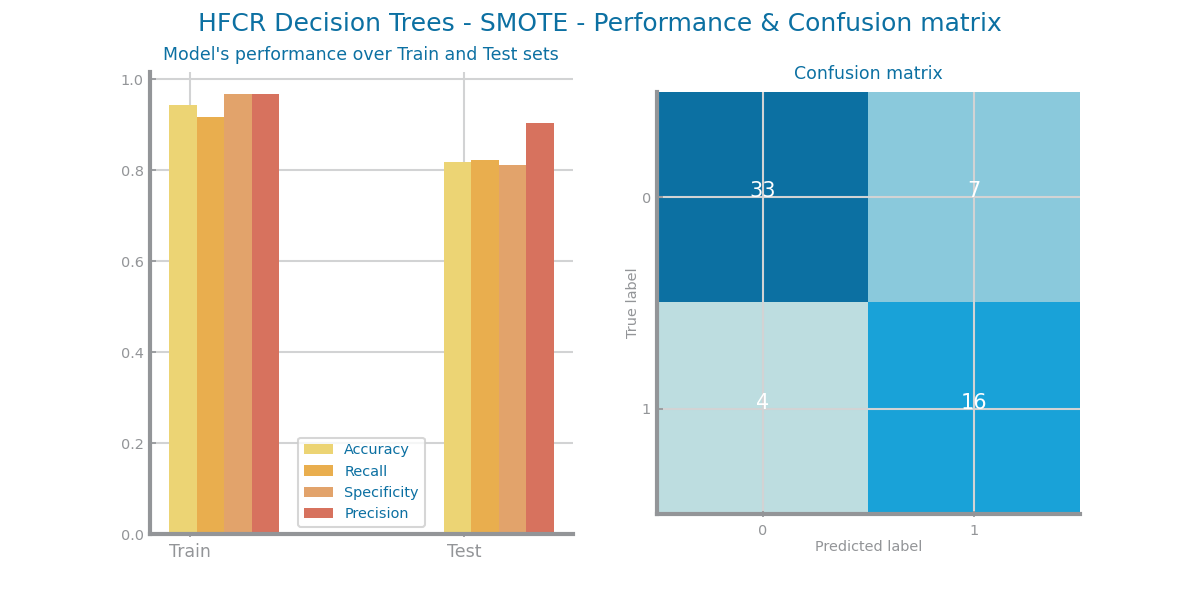 HFCR Decision Trees - SMOTE - Performance & Confusion matrix
Model's performance over Train and Test sets
1.0
0.8
0.6
0.4
0.2
0.0
Accuracy
Recall
Specificity
Precision
Train Test
Confusion matrix
True label
0
1
33 7
4 16
0 1
Predicted label